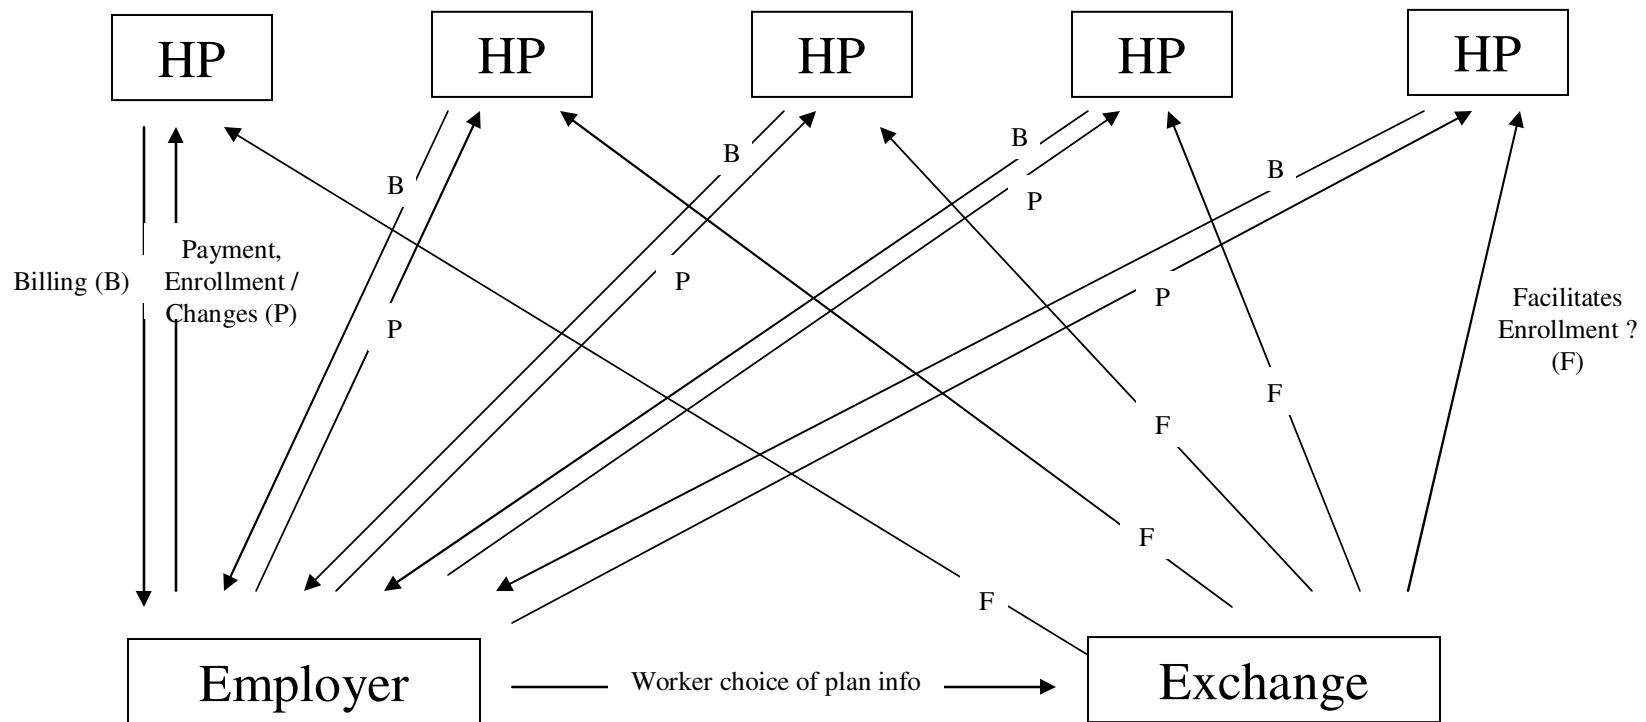 HP
HP
HP
HP
HP
B
B
B
B
P
P
P
P
Billing (B)
Payment,
Enrollment /
Changes (P)
Facilitates
Enrollment ?
(F)
F
F
F
F
Employer
Worker choice of plan info
Exchange